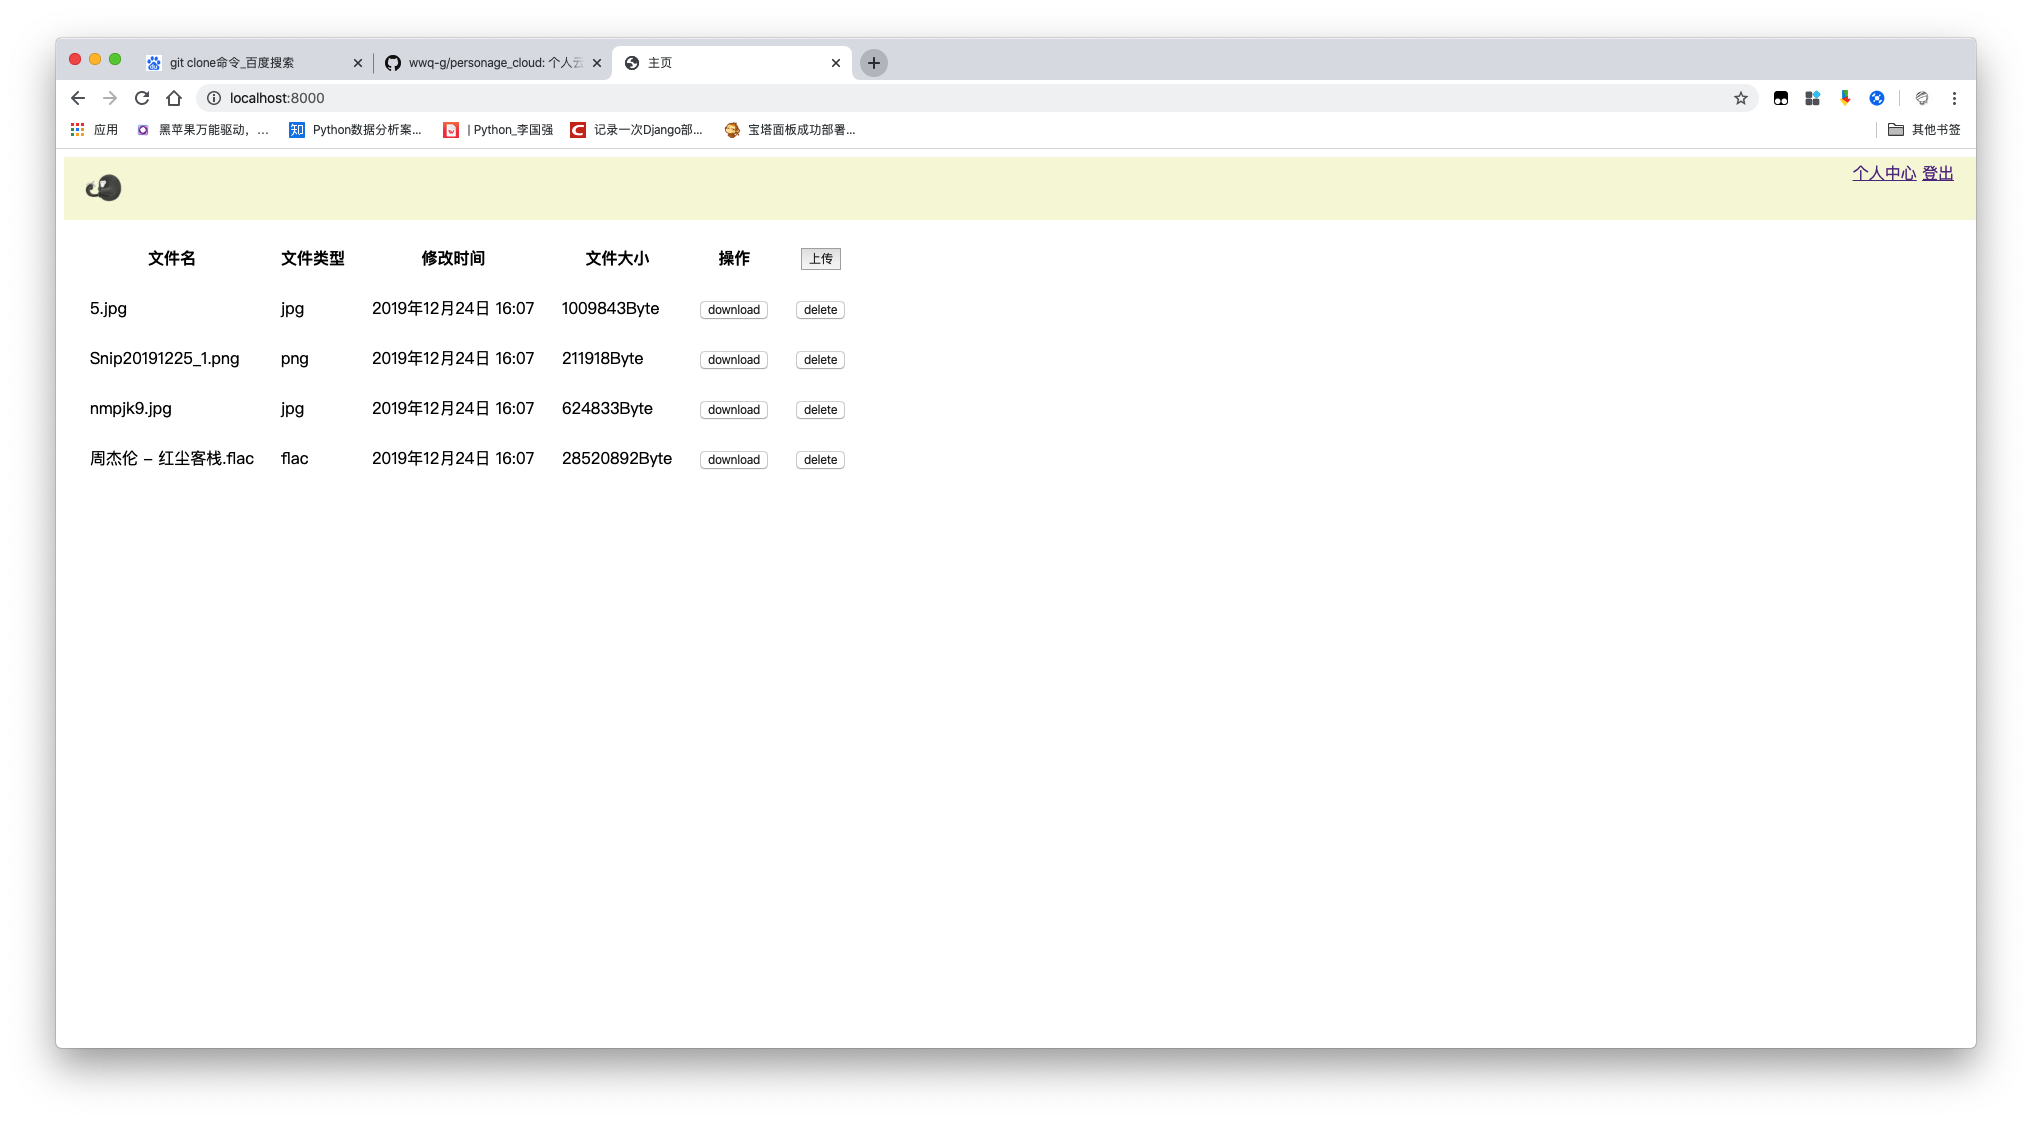 git clone命令_百度搜索
wwq-g/personage_cloud: 个人云
主页
localhost:8000
应用
黑苹果万能驱动，...
知 Python数据分析案...
| Python_李国强
C 记录一次Django部...
宝塔面板成功部署...
其他书签
个人中心 登出
文件名 文件类型 修改时间 文件大小 操作 上传
5.jpg jpg 2019年12月24日 16:07 1009843Byte download delete
Snip20191225_1.png png 2019年12月24日 16:07 211918Byte download delete
nmpjk9.jpg jpg 2019年12月24日 16:07 624833Byte download delete
周杰伦 - 红尘客栈.flac flac 2019年12月24日 16:07 28520892Byte download delete